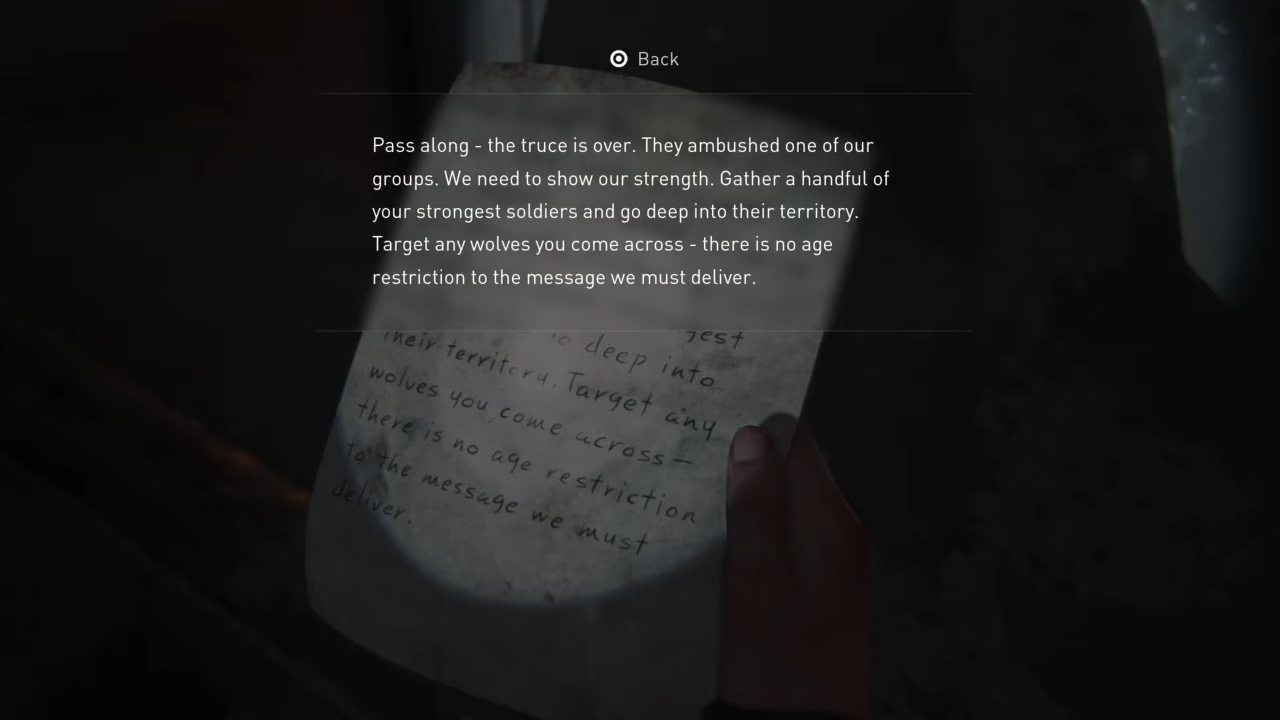 Back
Pass along - the truce is over. They ambushed one of our
groups. We need to show our strength. Gather a handful of
your strongest soldiers and go deep into their territory.
Target any wolves you come across - there is no age
restriction to the message we must deliver.
to deep into
their territory. Target any
wolves you come across—
there is no age restriction
to the message we must
deliver.